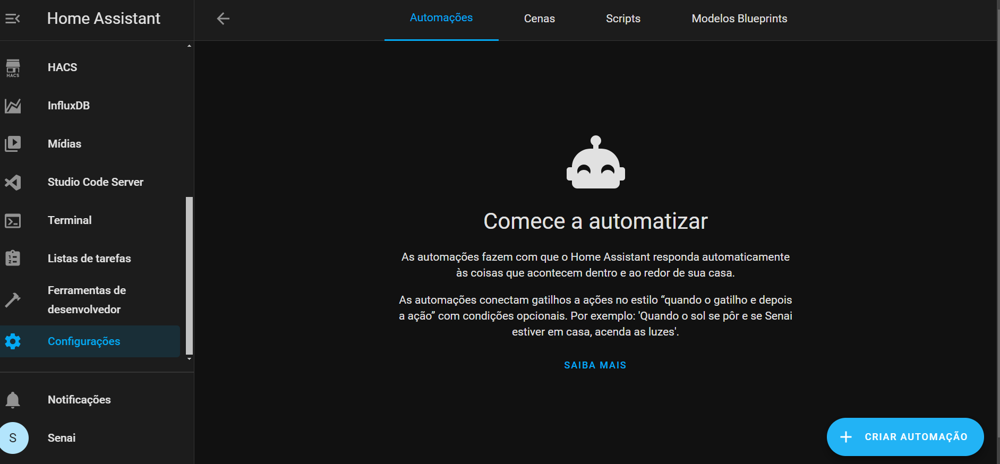 Home Assistant
HACS
HACS
InfluxDB
Mídias
Studio Code Server
Terminal
Listas de tarefas
Ferramentas de
desenvolvedor
Configurações
Notificações
S
Senai
Automações
Cenas
Scripts
Modelos Blueprints
Comece a automatizar
As automações fazem com que o Home Assistant responda automaticamente
às coisas que acontecem dentro e ao redor de sua casa.
As automações conectam gatilhos a ações no estilo “quando o gatilho e depois
a ação” com condições opcionais. Por exemplo: 'Quando o sol se pôr e se Senai
estiver em casa, acenda as luzes'.
SAIBA MAIS
CRIAR AUTOMAÇÃO